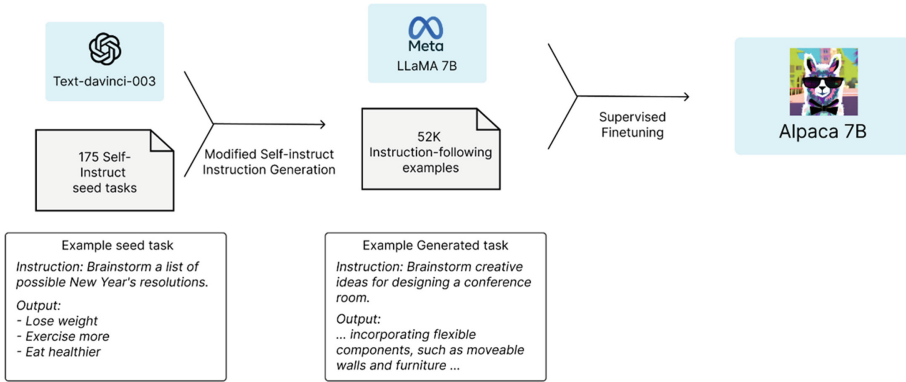 Text-davinci-003
175 Self-
Instruct
seed tasks
Modified Self-instruct
Instruction Generation
Meta
LLaMA 7B
52K
Instruction-following
examples
Supervised
Finetuning
Alpaca 7B
Example seed task
Instruction: Brainstorm a list of
possible New Year's resolutions.
Output:
- Lose weight
- Exercise more
- Eat healthier
Example Generated task
Instruction: Brainstorm creative
ideas for designing a conference
room.
Output:
... incorporating flexible
components, such as moveable
walls and furniture ...